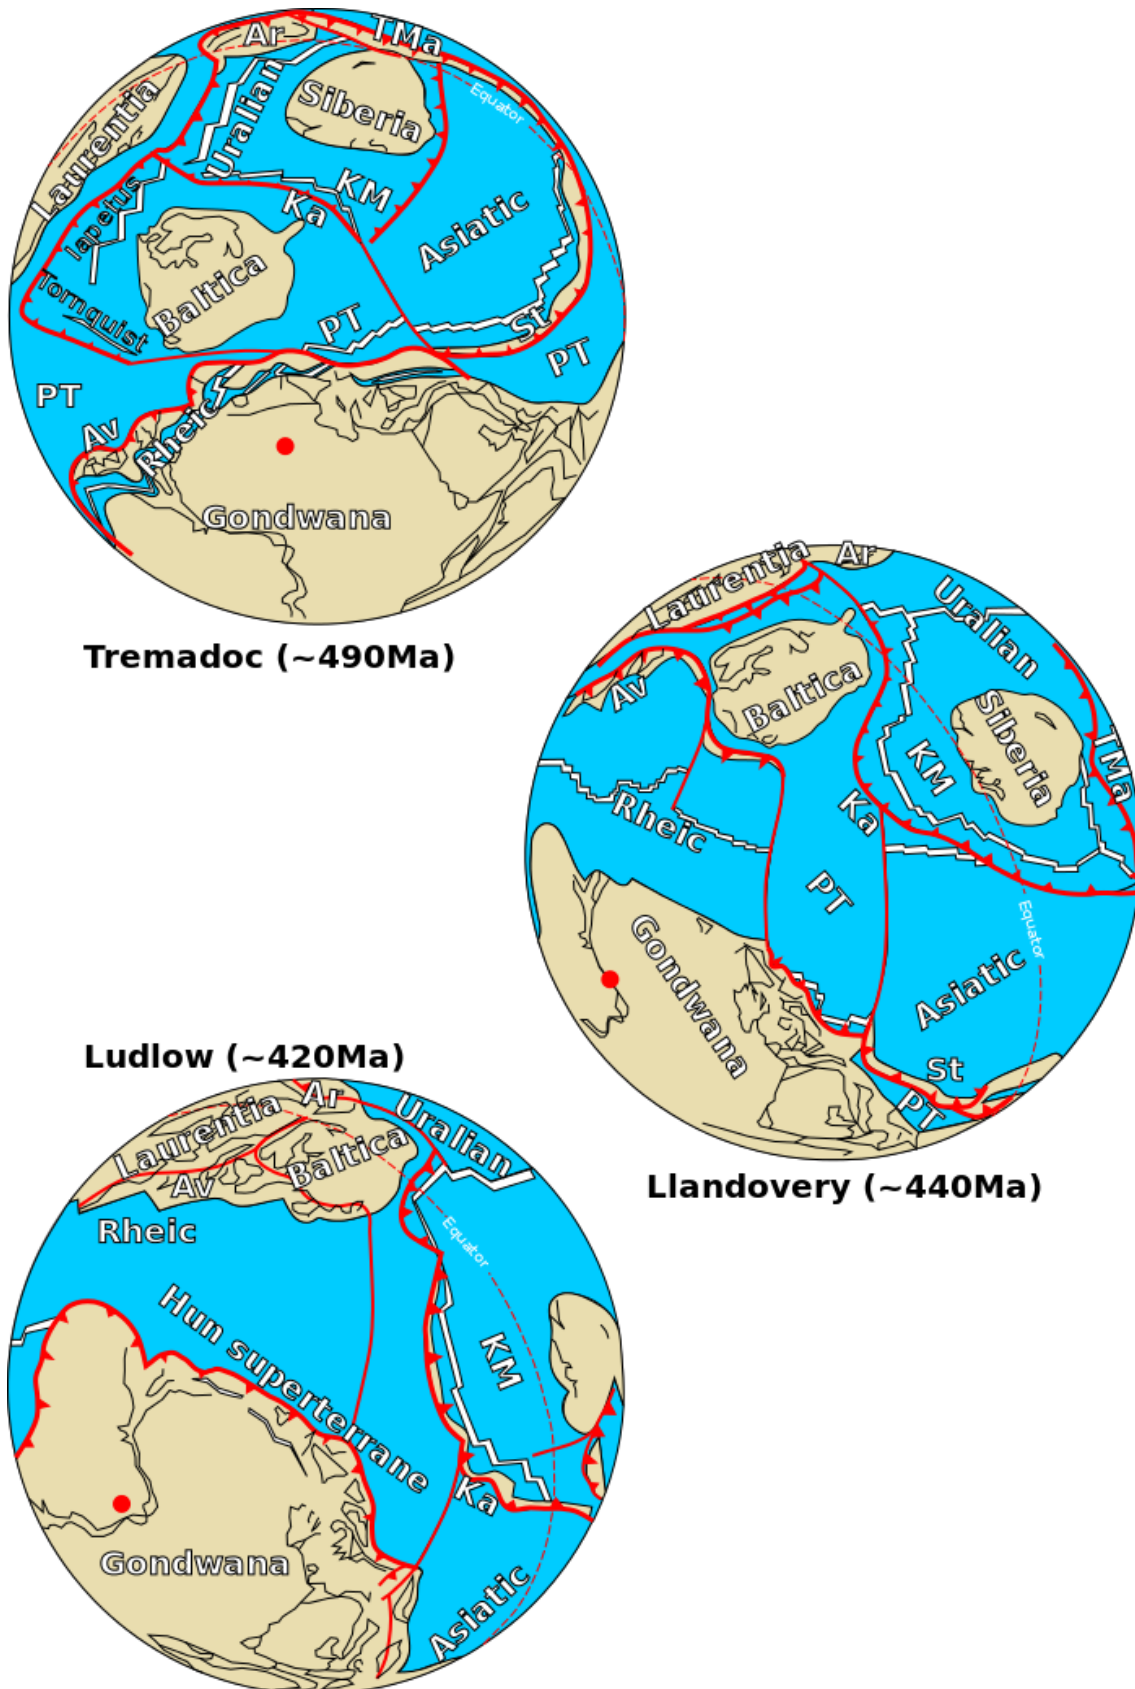 Ar
TMa
Laurentia
Uralian
Siberia
Equator
Iapetus
Ka
KM
Asiatic
Tornquist
Baltica
PT
St
PT
PT
Av
Rheic
Gondwana
Tremadoc (~490Ma)
Laurentia
Ar
Uralian
Av
Baltica
Siberia
KM
TMa
Rheic
Ka
PT
Equator
Gondwana
Asiatic
St
PT
Llandovery (~440Ma)
Ludlow (~420Ma)
Ar
Laurentia
Uralian
Baltica
Av
Rheic
Equator
Hun superterrane
KM
Ka
Gondwana
Asiatic